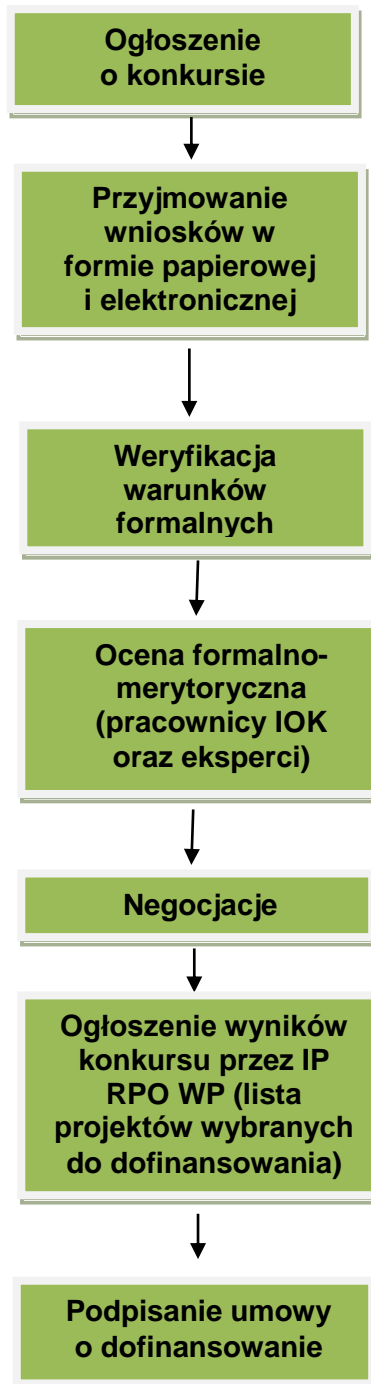 Ogłoszenie
o konkursie
Przyjmowanie
wniosków w
formie papierowej
i elektronicznej
Weryfikacja
warunków
formalnych
Ocena formalno-
merytoryczna
(pracownicy IOK
oraz eksperci)
Negocjacje
Ogłoszenie wyników
konkursu przez IP
RPO WP (lista
projektów wybranych
do dofinansowania)
Podpisanie umowy
o dofinansowanie